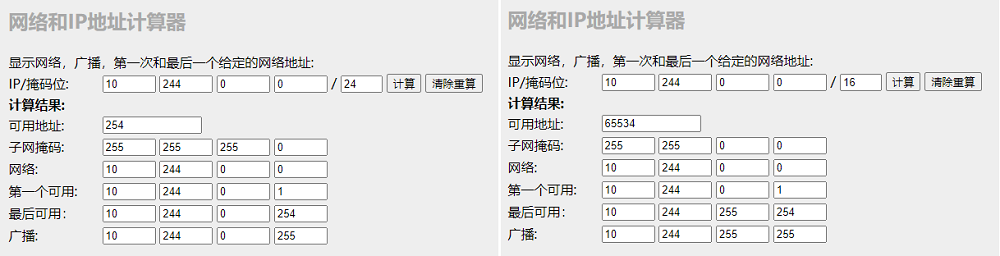 网络和IP地址计算器
显示网络，广播，第一次和最后一个给定的网络地址:
IP/掩码位: 10 244 0 0 / 24 计算 清除重算
计算结果:
可用地址: 254
子网掩码: 255 255 255 0
网络: 10 244 0 0
第一个可用: 10 244 0 1
最后可用: 10 244 0 254
广播: 10 244 0 255
网络和IP地址计算器
显示网络，广播，第一次和最后一个给定的网络地址:
IP/掩码位: 10 244 0 0 / 16 计算 清除重算
计算结果:
可用地址: 65534
子网掩码: 255 255 0 0
网络: 10 244 0 0
第一个可用: 10 244 0 1
最后可用: 10 244 255 254
广播: 10 244 255 255